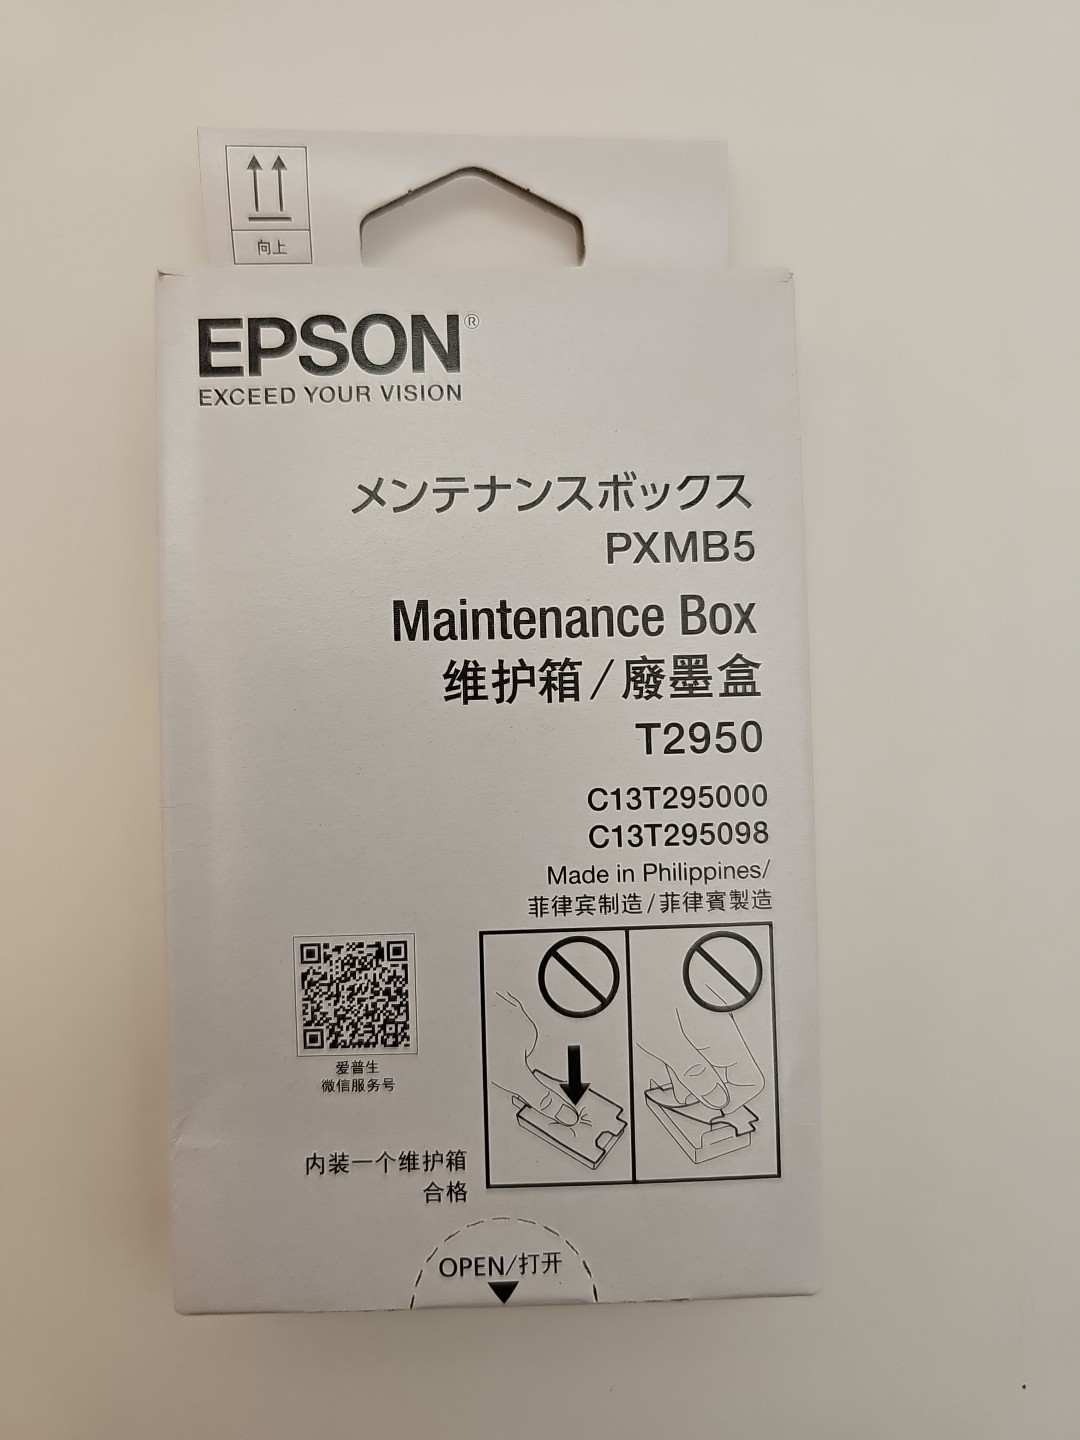 向上
EPSON®
EXCEED YOUR VISION
メンテナンスボックス
PXMB5
Maintenance Box
维护箱/廢墨盒
T2950
C13T295000
C13T295098
Made in Philippines/
菲律宾制造/菲律賓製造
爱普生
微信服务号
内装一个维护箱
合格
OPEN/打开